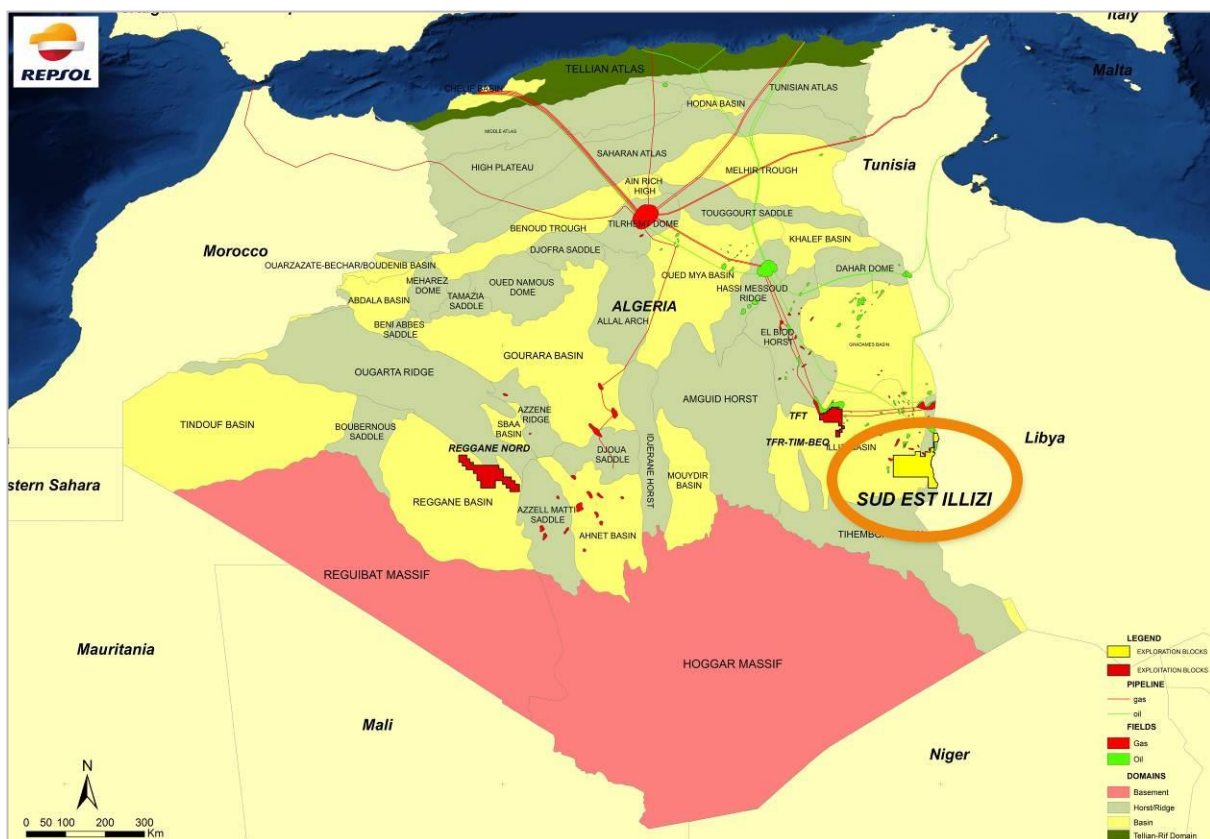 REPSOL
Italy
Malta
TELLIAN ATLAS
CHELIF BASIN
TUNISIAN ATLAS
HODNA BASIN
MIDDLE ATLAS
SAHARAN ATLAS
HIGH PLATEAU
MELHIR TROUGH
Tunisia
AIN RICH
HIGH
TILRHEMT DOME
TOUGGOURT SADDLE
BENOUD TROUGH
KHALEF BASIN
Morocco
DJOFRA SADDLE
OUARZAZATE-BECHAR/BOUDENIB BASIN
MEHAREZ
DOME
OUED NAMOUS
DOME
OUED MYA BASIN
DAHAR DOME
HASSI MESSOUD
RIDGE
TAMAZIA
SADDLE
ABDALA BASIN
ALGERIA
ALLAL ARCH
BENI ABBES
SADDLE
EL BIOD
HORST
GHADAMES BASIN
GOURARA BASIN
OUGARTA RIDGE
AMGUID HORST
AZZENE
RIDGE
SBAA
BASIN
TFT
TINDOUF BASIN
BOUBERNOUS
SADDLE
IDJERANE HORST
TFR-TIM-BEQ
Libya
REGGANE NORD
DJOUA
SADDLE
MOUYDIR
BASIN
SUD EST ILLIZI
REGGANE BASIN
AZZELL MATTI
SADDLE
AHNET BASIN
REGUIBAT MASSIF
HOGGAR MASSIF
Mauritania
Mali
Niger
N
0 50 100 200 300
Km
LEGEND
EXPLORATION BLOCKS
EXPLOITATION BLOCKS
PIPELINE
gas
oil
FIELDS
Gas
Oil
DOMAINS
Basement
Horst/Ridge
Basin
Tellian-Rif Domain